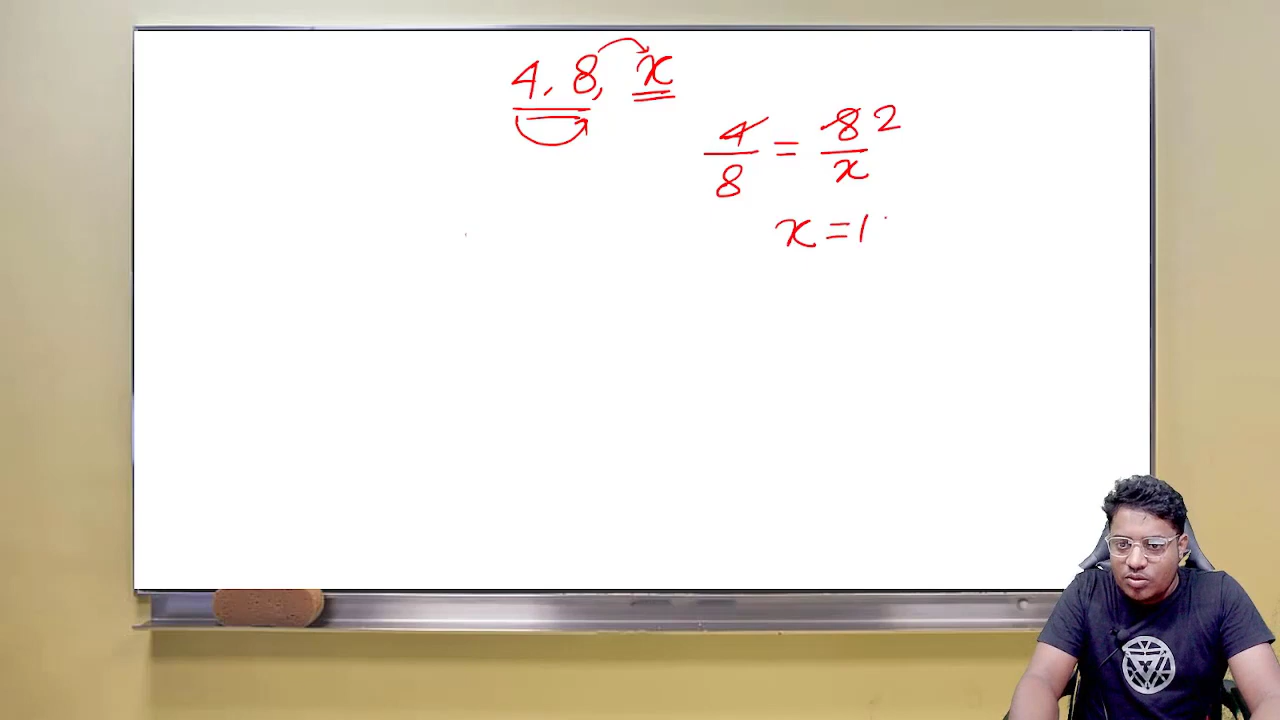 4, 8, x
4/8 = 8/x 2
x = 1